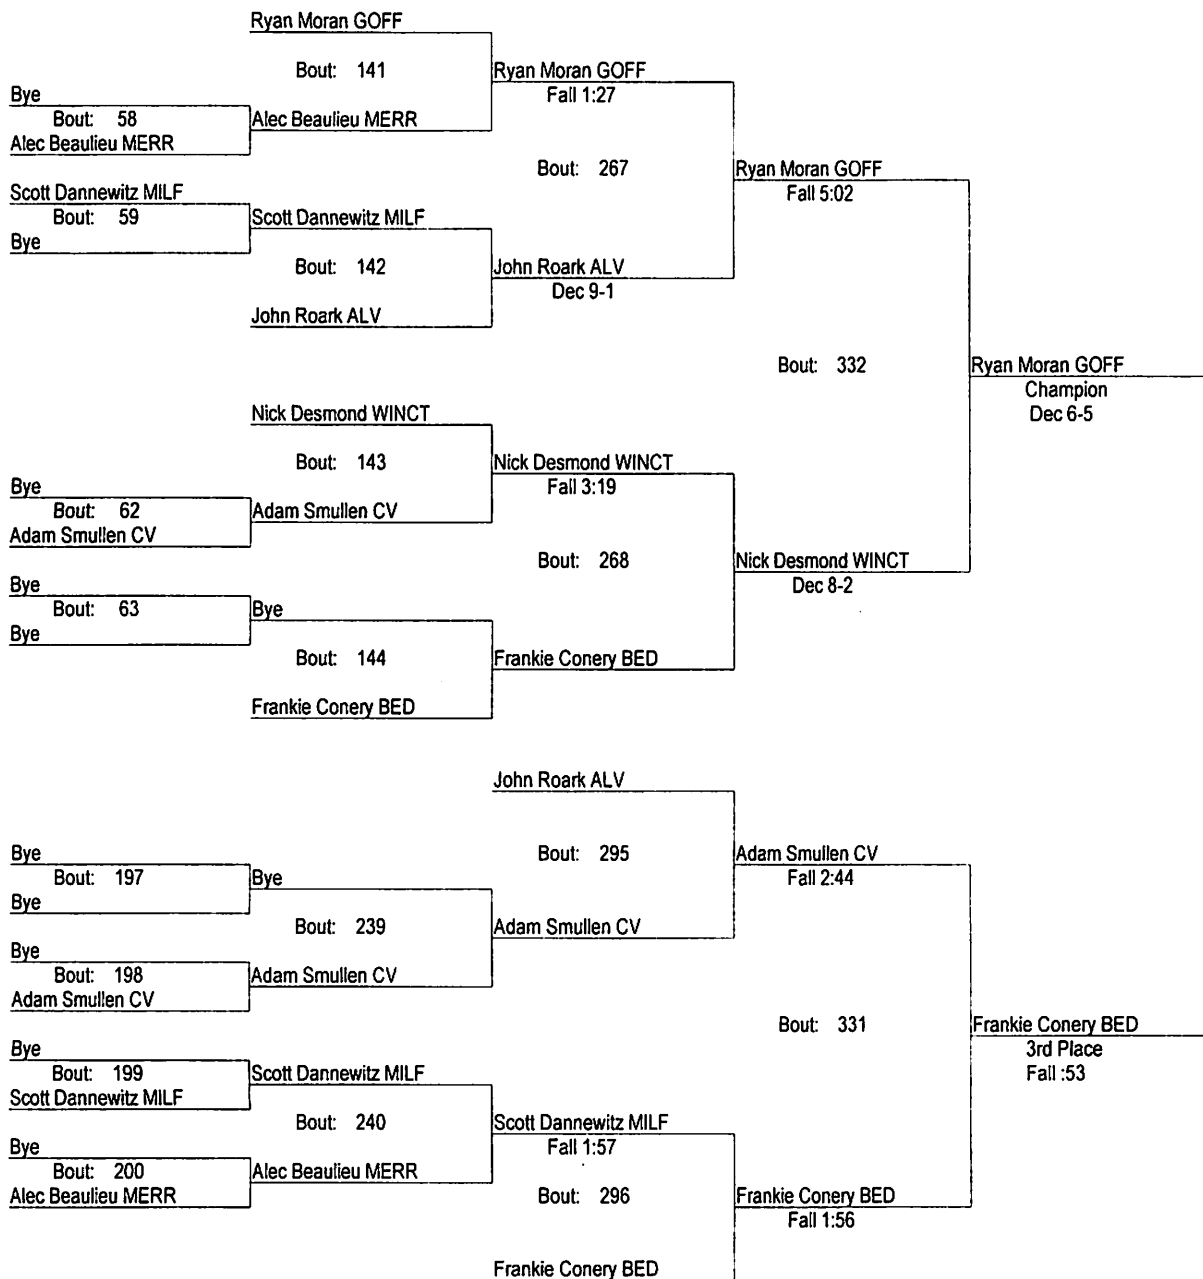 Ryan Moran GOFF
Bout: 141
Ryan Moran GOFF
Fall 1:27
Bye
Bout: 58
Alec Beaulieu MERR
Alec Beaulieu MERR
Bout: 267
Ryan Moran GOFF
Fall 5:02
Scott Dannewitz MILF
Bout: 59
Scott Dannewitz MILF
Bye
Bout: 142
John Roark ALV
Dec 9-1
John Roark ALV
Bout: 332
Ryan Moran GOFF
Champion
Dec 6-5
Nick Desmond WINCT
Bout: 143
Nick Desmond WINCT
Fall 3:19
Bye
Bout: 62
Adam Smullen CV
Adam Smullen CV
Bout: 268
Nick Desmond WINCT
Dec 8-2
Bye
Bout: 63
Bye
Bye
Bout: 144
Frankie Conery BED
Frankie Conery BED
John Roark ALV
Bout: 295
Adam Smullen CV
Fall 2:44
Bye
Bout: 197
Bye
Bye
Bout: 239
Adam Smullen CV
Bye
Bout: 198
Adam Smullen CV
Adam Smullen CV
Bout: 331
Frankie Conery BED
3rd Place
Fall :53
Bye
Bout: 199
Scott Dannewitz MILF
Scott Dannewitz MILF
Bout: 240
Scott Dannewitz MILF
Fall 1:57
Bye
Bout: 200
Alec Beaulieu MERR
Alec Beaulieu MERR
Bout: 296
Frankie Conery BED
Fall 1:56
Frankie Conery BED